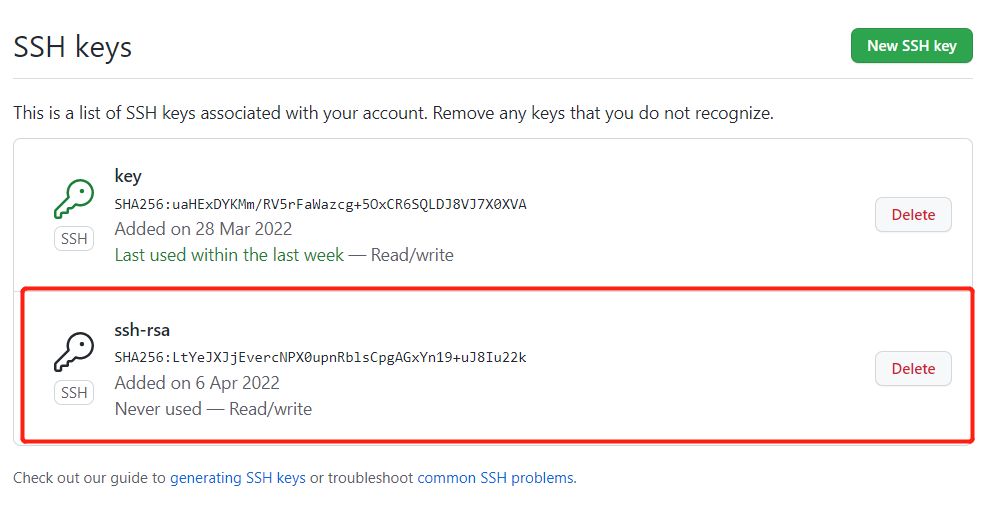 SSH keys
New SSH key
This is a list of SSH keys associated with your account. Remove any keys that you do not recognize.
key
SHA256:uaHExDYKMm/RV5rFaWazcg+5OxCR6SQLDJ8VJ7X0XVA
Added on 28 Mar 2022
Last used within the last week — Read/write
SSH
Delete
ssh-rsa
SHA256:LtYeJXJjEvercNPX0upnRblsCpgAGxYn19+uJ8Iu22k
Added on 6 Apr 2022
Never used — Read/write
SSH
Delete
Check out our guide to generating SSH keys or troubleshoot common SSH problems.